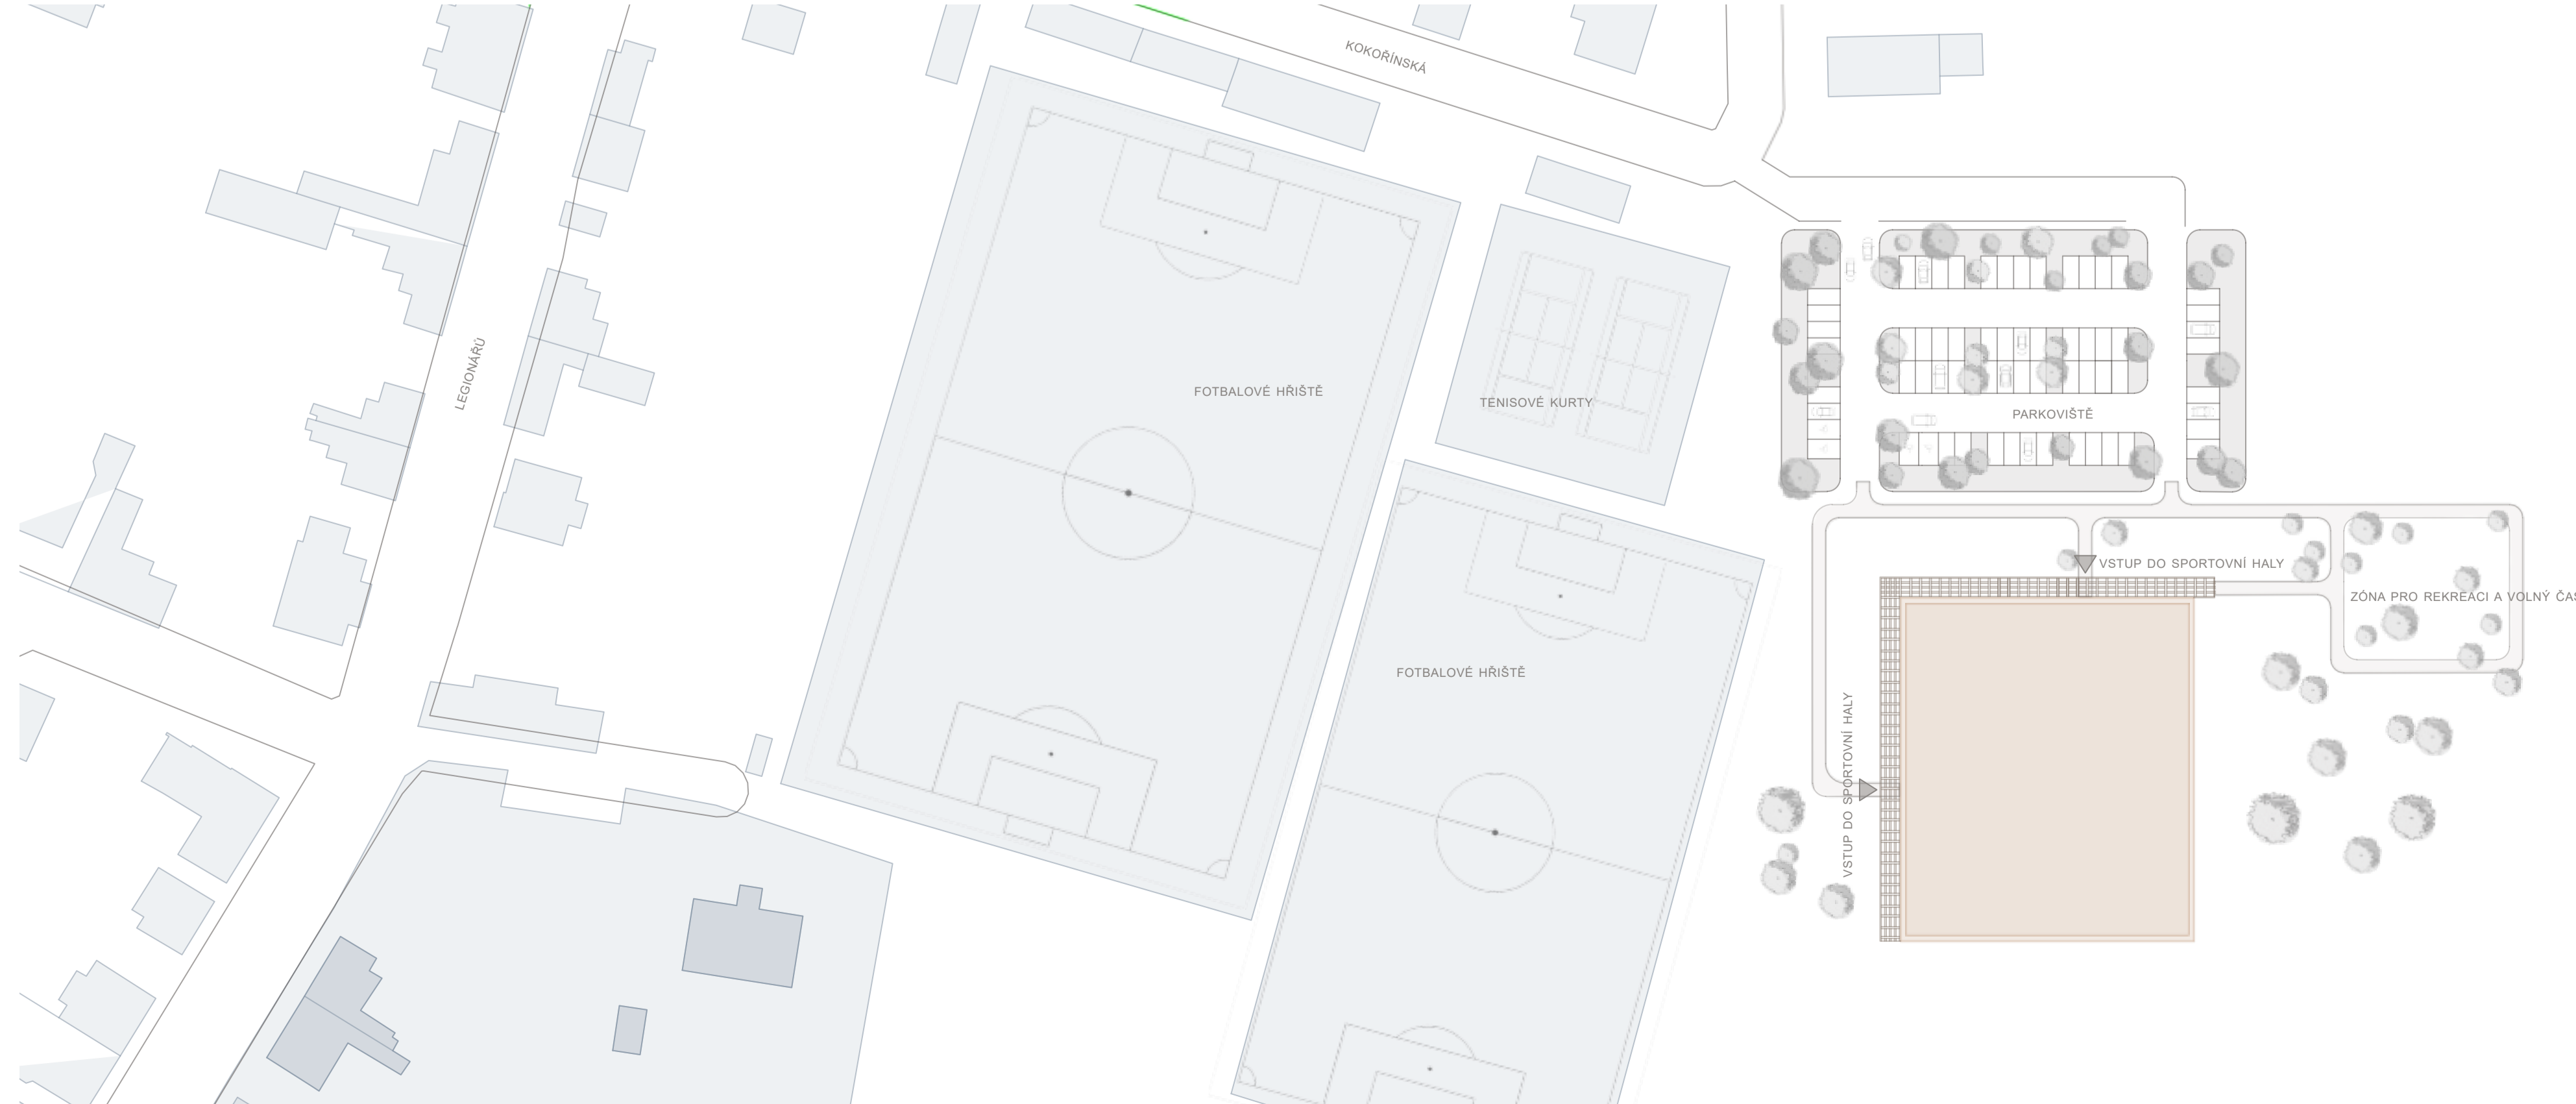 KOKOŘÍNSKÁ
LEGIONÁŘŮ
FOTBALOVÉ HŘIŠTĚ
TENISOVÉ KURTY
PARKOVIŠTĚ
VSTUP DO SPORTOVNÍ HALY
ZÓNA PRO REKREACI A VOLNÝ ČAS
FOTBALOVÉ HŘIŠTĚ
VSTUP DO SPORTOVNÍ HALY